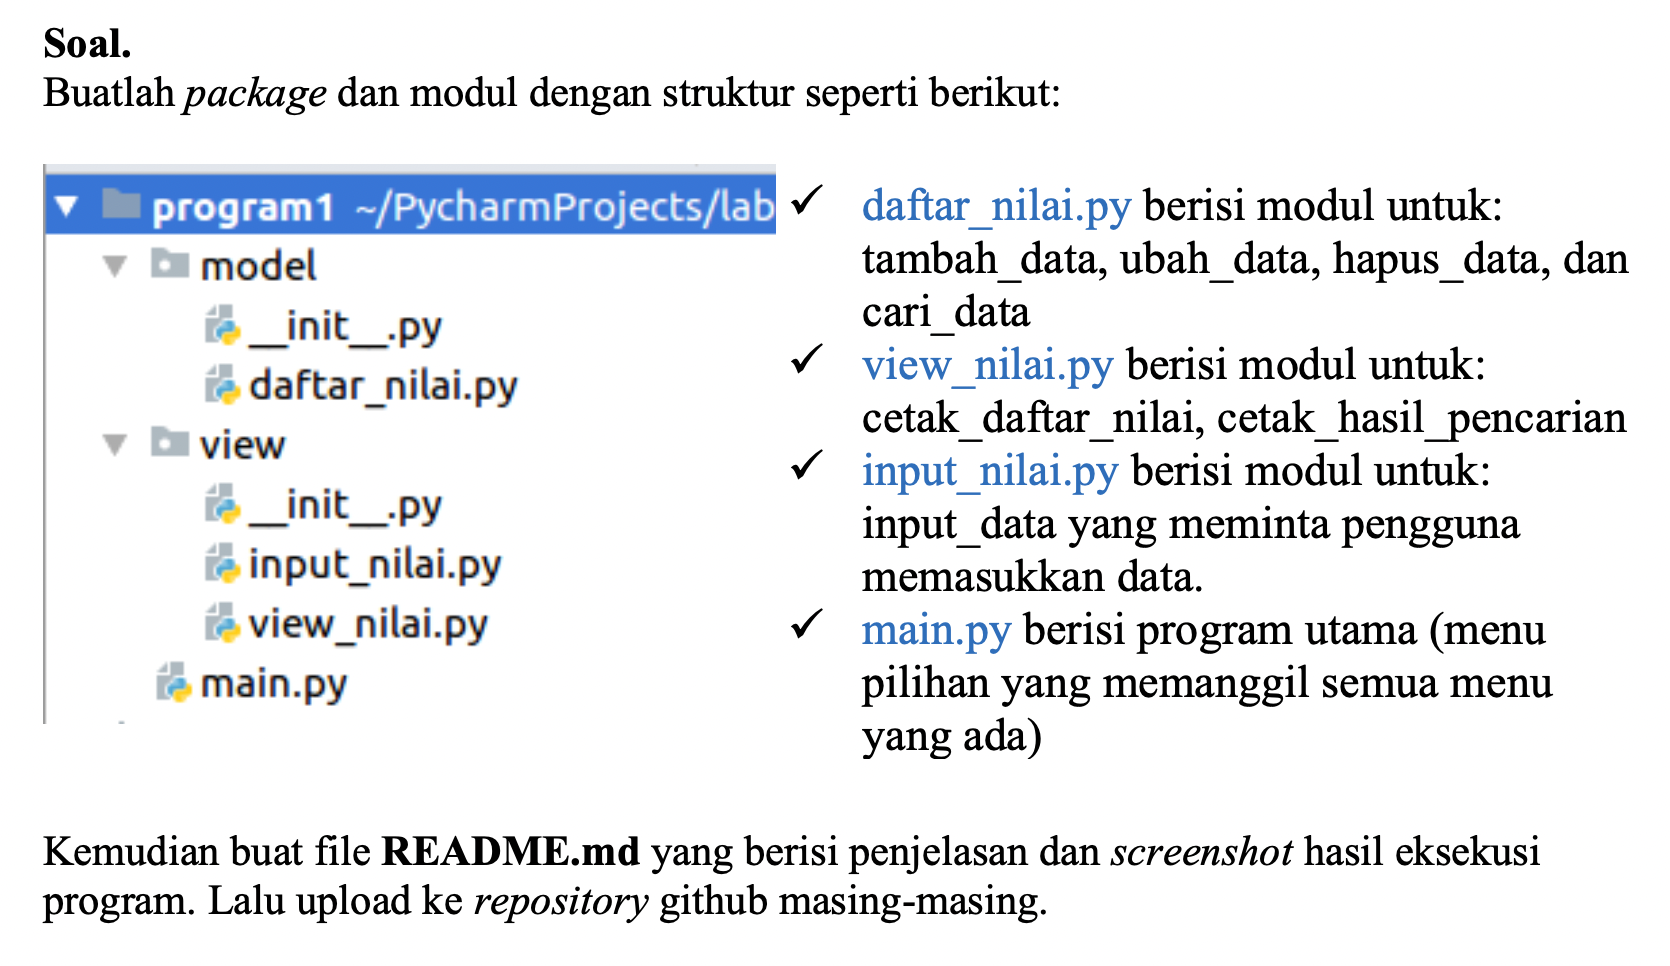 Soal.
Buatlah package dan modul dengan struktur seperti berikut:
program1 ~/PycharmProjects/lab
model
__init__.py
daftar_nilai.py
view
__init__.py
input_nilai.py
view_nilai.py
main.py
✓ daftar_nilai.py berisi modul untuk:
tambah_data, ubah_data, hapus_data, dan
cari_data
✓ view_nilai.py berisi modul untuk:
cetak_daftar_nilai, cetak_hasil_pencarian
✓ input_nilai.py berisi modul untuk:
input_data yang meminta pengguna
memasukkan data.
✓ main.py berisi program utama (menu
pilihan yang memanggil semua menu
yang ada)
Kemudian buat file README.md yang berisi penjelasan dan screenshot hasil eksekusi
program. Lalu upload ke repository github masing-masing.